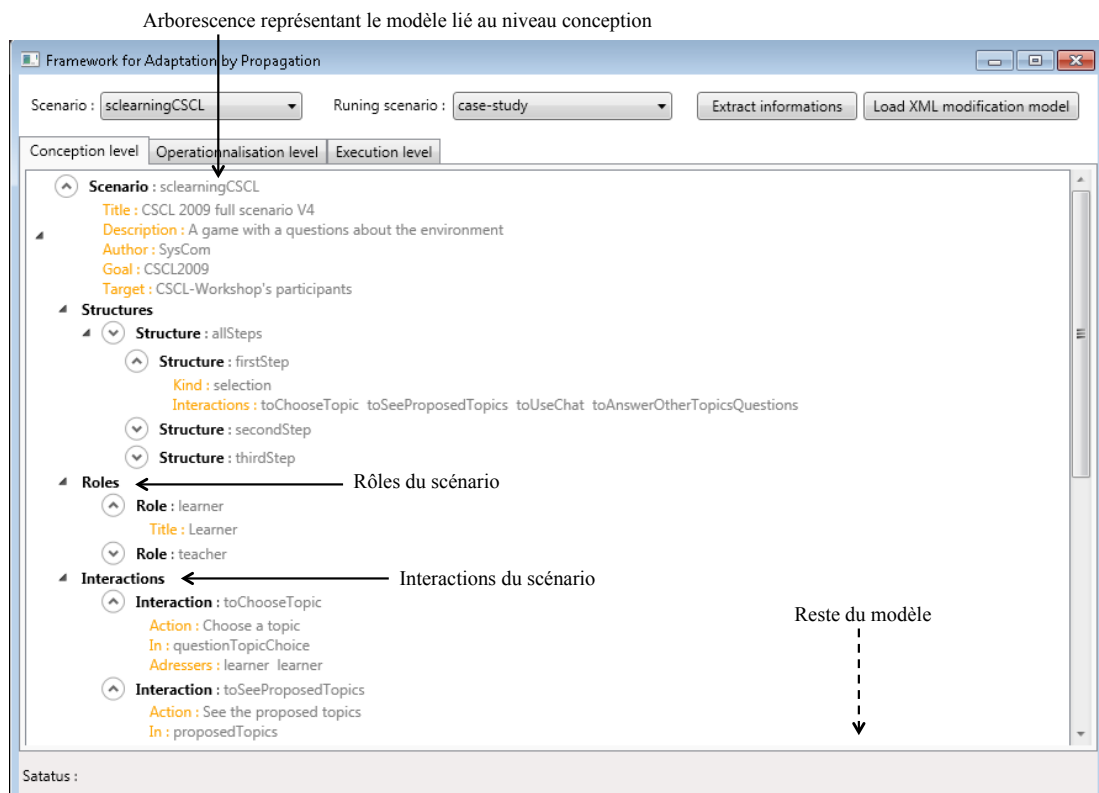 Arborescence représentant le modèle lié au niveau conception
Framework for Adaptation by Propagation
Scenario : sclearningCSCL Runing scenario : case-study Extract informations Load XML modification model
Conception level Operationnalisation level Execution level
Scenario : sclearningCSCL
Title : CSCL 2009 full scenario V4
Description : A game with a questions about the environment
Author : SysCom
Goal : CSCL2009
Target : CSCL-Workshop's participants
Structures
Structure : allSteps
Structure : firstStep
Kind : selection
Interactions : toChooseTopic toSeeProposedTopics toUseChat toAnswerOtherTopicsQuestions
Structure : secondStep
Structure : thirdStep
Roles Rôles du scénario
Role : learner
Title : Learner
Role : teacher
Interactions Interactions du scénario
Interaction : toChooseTopic
Action : Choose a topic Reste du modèle
In : questionTopicChoice
Adressers : learner learner
Interaction : toSeeProposedTopics
Action : See the proposed topics
In : proposedTopics
Satatus :